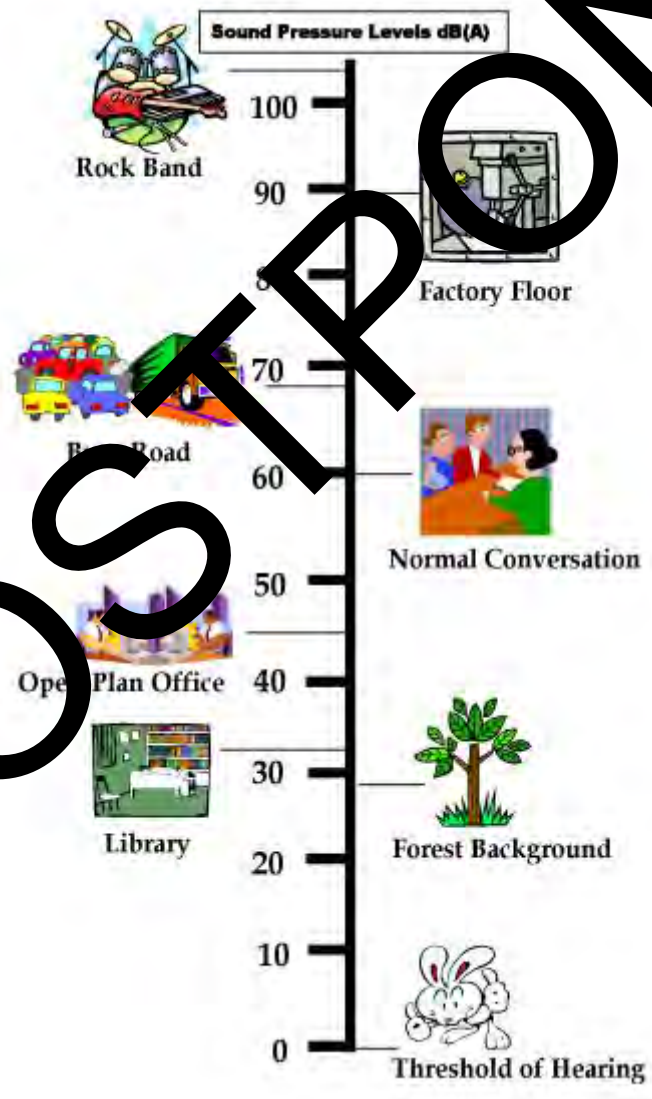 Sound Pressure Levels dB(A)
100
Rock Band
90
Factory Floor
70
Road
60
Normal Conversation
50
Plan Office
40
30
Library
Forest Background
20
10
0
Threshold of Hearing
OSTPON